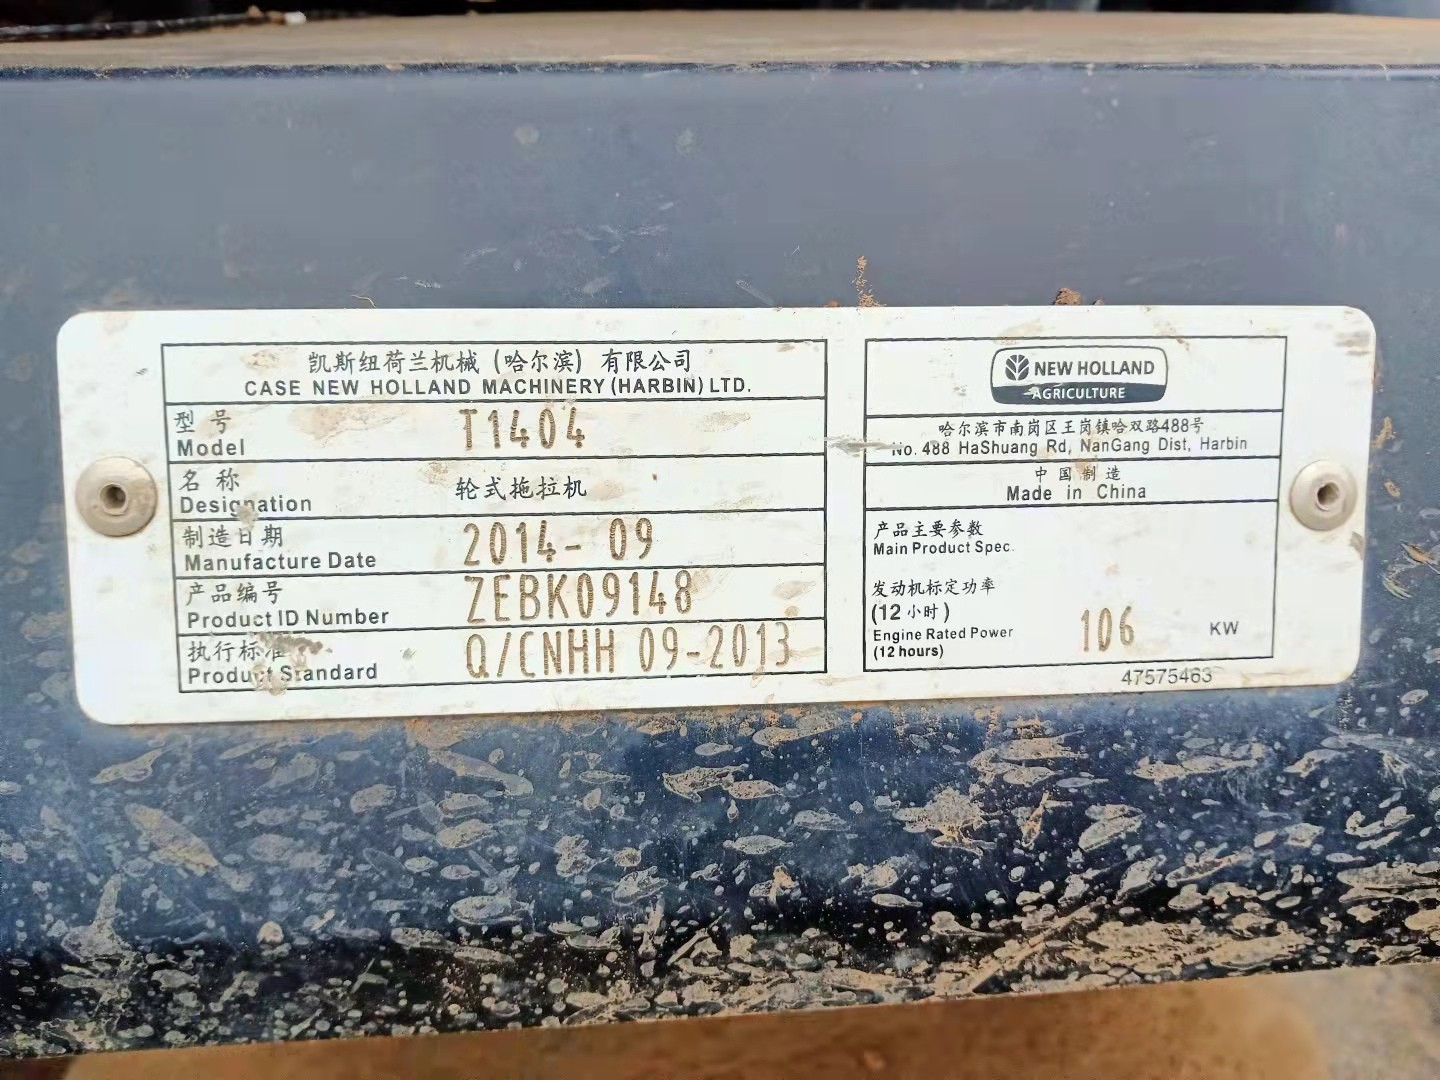 凯斯纽荷兰机械(哈尔滨)有限公司
CASE NEW HOLLAND MACHINERY(HARBIN)LTD.
型号 T1404
Model
名称 轮式拖拉机
Designation
制造日期 2014-09
Manufacture Date
产品编号 ZEBK09148
Product ID Number
执行标准 Q/CNHH 09-2013
Product Standard
NEW HOLLAND
AGRICULTURE
哈尔滨市南岗区王岗镇哈双路488号
No. 488 HaShuang Rd, NanGang Dist, Harbin
中国制造
Made in China
产品主要参数
Main Product Spec.
发动机标定功率
(12小时)
Engine Rated Power 106 KW
(12 hours)
47575463